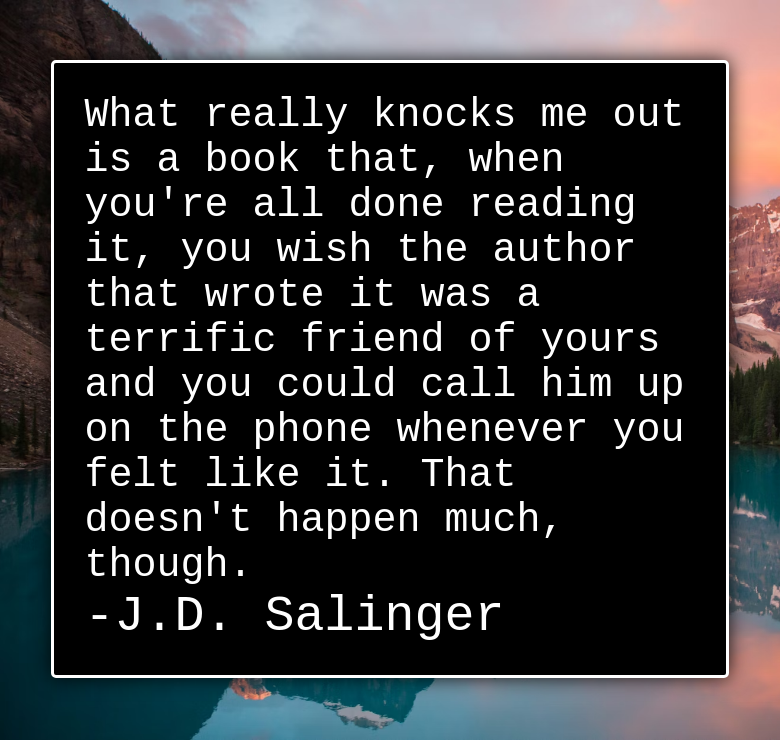 What really knocks me out
is a book that, when
you're all done reading
it, you wish the author
that wrote it was a
terrific friend of yours
and you could call him up
on the phone whenever you
felt like it. That
doesn't happen much,
though.
-J.D. Salinger